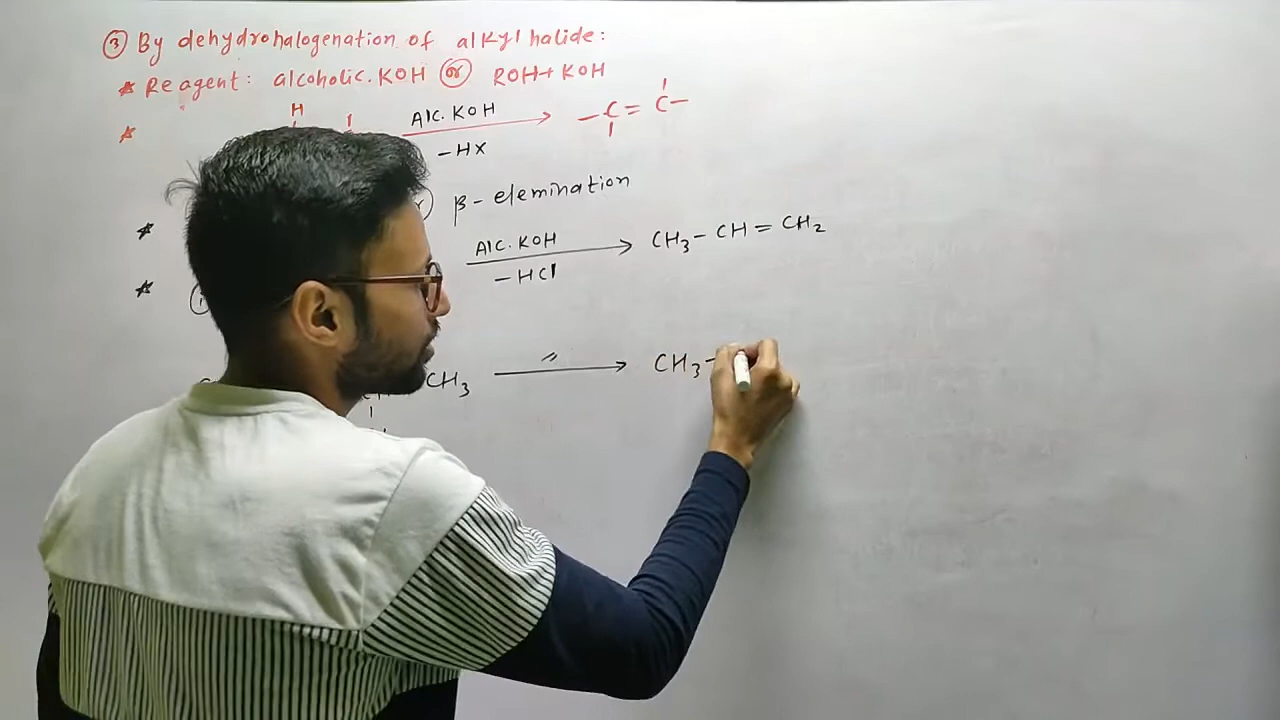 ③ By dehydrohalogenation of alkyl halide:
* Reagent: alcoholic.KOH or ROH+KOH
* H Alc.KOH -C=C-
-HX
* β-elemination
* Alc.KOH CH3-CH=CH2
-HCl
CH3 〃 CH3-